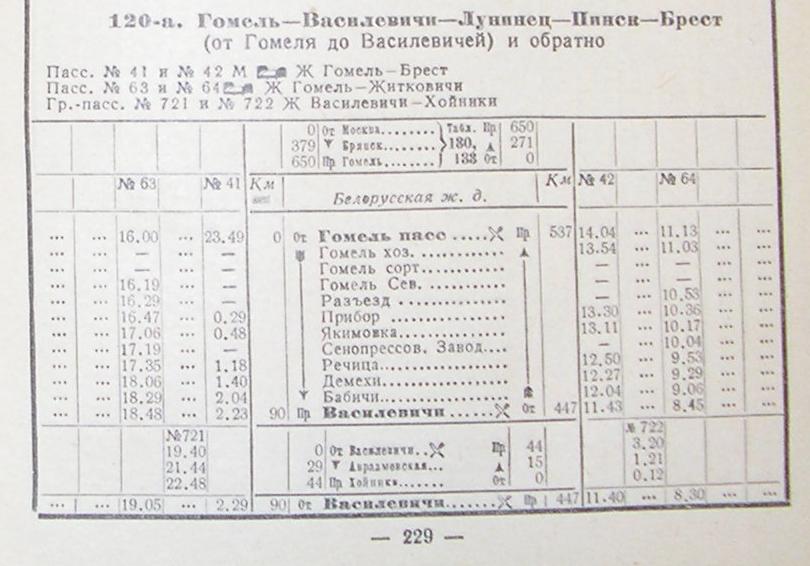 120-а. Гомель—Василевичи—Лунинец—Пинск—Брест
(от Гомеля до Василевичей) и обратно
Пасс. № 41 и № 42 М Ж Гомель—Брест
Пасс. № 63 и № 64 Ж Гомель—Житковичи
Гр.-пасс. № 721 и № 722 Ж Василевичи—Хойники
0 От Москва........ Табл. Пр 650
379 Брянск........ 130, 271
650 Пр Гомель........ 133 От 0
№ 63 № 41 Км Белорусская ж. д. Км № 42 № 64
... ... 16.00 ... 23.49 0 От Гомель пасс ..... Пр 537 14.04 ... 11.13 ... ...
... ... — ... — Гомель хоз. ............ 13.54 ... 11.03 ... ...
... ... — ... — Гомель сорт............ — ... — ... ...
... ... 16.19 ... — Гомель Сев. ............ — ... — ... ...
... ... 16.29 ... — Разъезд ............ — ... 10.53 ... ...
... ... 16.47 ... 0.29 Прибор ............ 13.30 ... 10.36 ... ...
... ... 17.06 ... 0.48 Якимовка............ 13.11 ... 10.17 ... ...
... ... 17.19 ... — Сенопрессов. Завод.... — ... 10.04 ... ...
... ... 17.35 ... 1.18 Речица............ 12.50 ... 9.53 ... ...
... ... 18.06 ... 1.40 Демехи............ 12.27 ... 9.29 ... ...
... ... 18.29 ... 2.04 Бабичи............ 12.04 ... 9.06 ... ...
... ... 18.48 ... 2.23 90 Пр Василевичи ...... От 447 11.43 ... 8.45 ... ...
№721 № 722
19.40 0 От Василевичи.. Пр 44 3.20
21.44 29 Авраамовская... 15 1.21
22.48 44 Пр Хойники...... От 0 0.12
... ... 19.05 ... 2.29 90 От Василевичи....... Пр 447 11.40 ... 8.30 ... ...
— 229 —